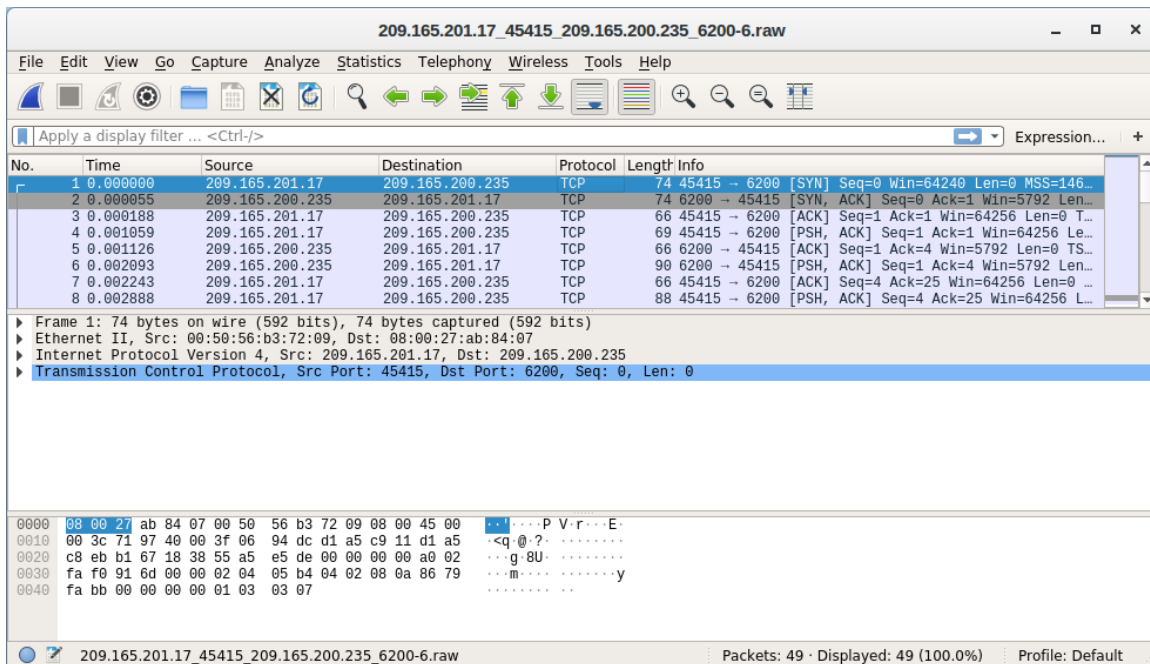 209.165.201.17_45415_209.165.200.235_6200-6.raw
File Edit View Go Capture Analyze Statistics Telephony Wireless Tools Help
Apply a display filter ... <Ctrl-/> Expression... +
No. Time Source Destination Protocol Length Info
1 0.000000 209.165.201.17 209.165.200.235 TCP 74 45415 → 6200 [SYN] Seq=0 Win=64240 Len=0 MSS=146…
2 0.000055 209.165.200.235 209.165.201.17 TCP 74 6200 → 45415 [SYN, ACK] Seq=0 Ack=1 Win=5792 Len…
3 0.000188 209.165.201.17 209.165.200.235 TCP 66 45415 → 6200 [ACK] Seq=1 Ack=1 Win=64256 Len=0 T…
4 0.001059 209.165.201.17 209.165.200.235 TCP 69 45415 → 6200 [PSH, ACK] Seq=1 Ack=1 Win=64256 Le…
5 0.001126 209.165.200.235 209.165.201.17 TCP 66 6200 → 45415 [ACK] Seq=1 Ack=4 Win=5792 Len=0 TS…
6 0.002093 209.165.200.235 209.165.201.17 TCP 90 6200 → 45415 [PSH, ACK] Seq=1 Ack=4 Win=5792 Len…
7 0.002243 209.165.201.17 209.165.200.235 TCP 66 45415 → 6200 [ACK] Seq=4 Ack=25 Win=64256 Len=0 …
8 0.002888 209.165.201.17 209.165.200.235 TCP 88 45415 → 6200 [PSH, ACK] Seq=4 Ack=25 Win=64256 L…
Frame 1: 74 bytes on wire (592 bits), 74 bytes captured (592 bits)
Ethernet II, Src: 00:50:56:b3:72:09, Dst: 08:00:27:ab:84:07
Internet Protocol Version 4, Src: 209.165.201.17, Dst: 209.165.200.235
Transmission Control Protocol, Src Port: 45415, Dst Port: 6200, Seq: 0, Len: 0
0000 08 00 27 ab 84 07 00 50 56 b3 72 09 08 00 45 00 ··'····P V·r···E·
0010 00 3c 71 97 40 00 3f 06 94 dc d1 a5 c9 11 d1 a5 ·<q·@·?· ········
0020 c8 eb b1 67 18 38 55 a5 e5 de 00 00 00 00 a0 02 ···g·8U· ········
0030 fa f0 91 6d 00 00 02 04 05 b4 04 02 08 0a 86 79 ···m···· ·······y
0040 fa bb 00 00 00 00 01 03 03 07 ········ ··
209.165.201.17_45415_209.165.200.235_6200-6.raw Packets: 49 · Displayed: 49 (100.0%) Profile: Default